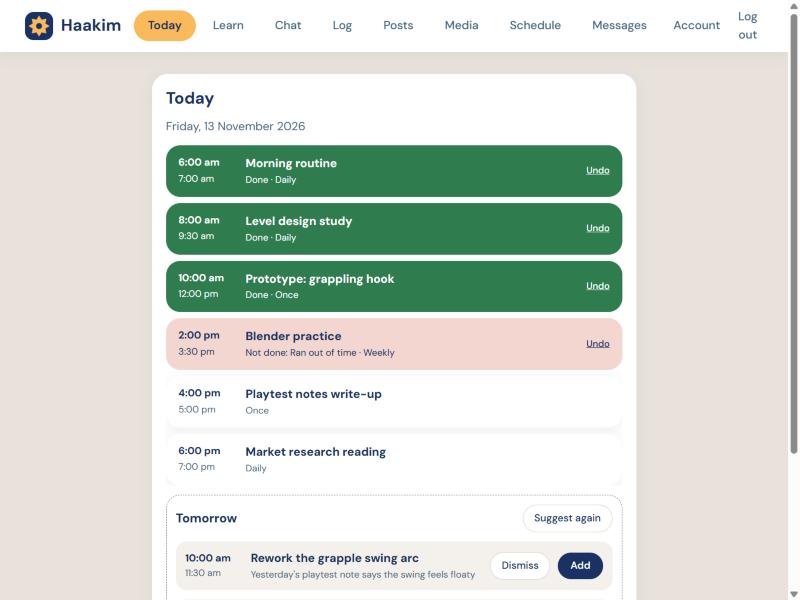 Haakim
Today
Learn
Chat
Log
Posts
Media
Schedule
Messages
Account
Log
out
Today
Friday, 13 November 2026
6:00 am
7:00 am
Morning routine
Done · Daily
Undo
8:00 am
9:30 am
Level design study
Done · Daily
Undo
10:00 am
12:00 pm
Prototype: grappling hook
Done · Once
Undo
2:00 pm
3:30 pm
Blender practice
Not done: Ran out of time · Weekly
Undo
4:00 pm
5:00 pm
Playtest notes write-up
Once
6:00 pm
7:00 pm
Market research reading
Daily
Tomorrow
Suggest again
10:00 am
11:30 am
Rework the grapple swing arc
Yesterday's playtest note says the swing feels floaty
Dismiss
Add